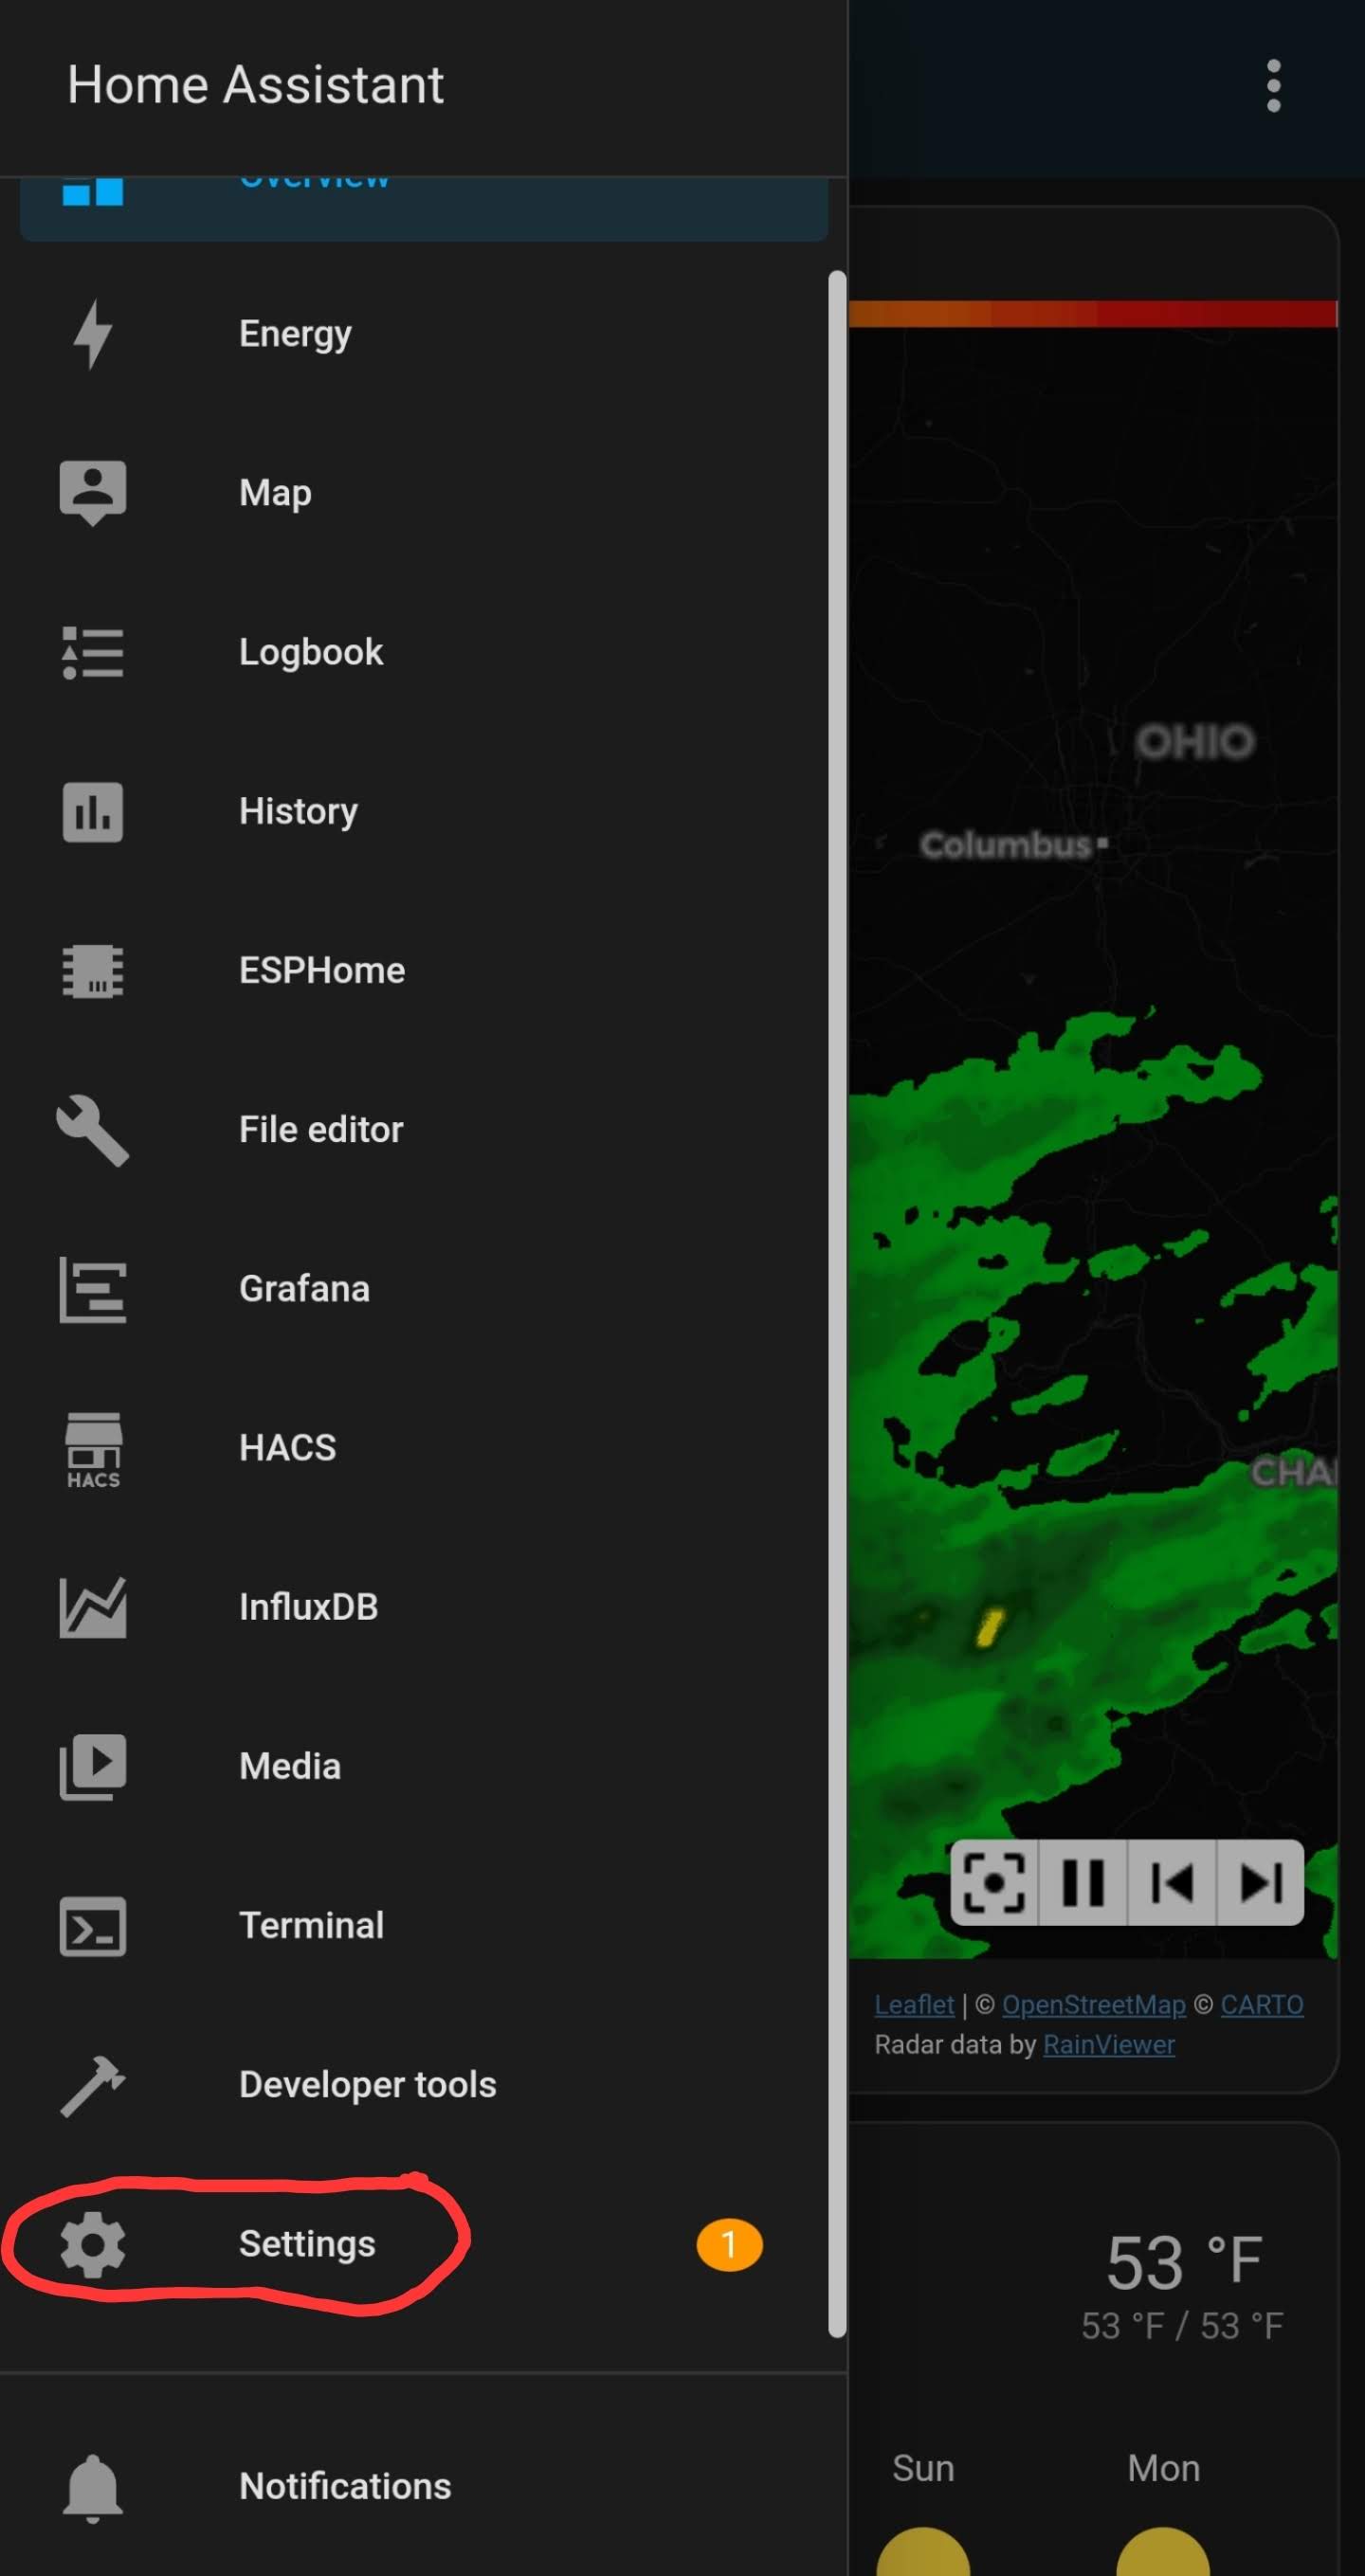 Home Assistant
Overview
Energy
Map
Logbook
History
ESPHome
File editor
Grafana
HACS
HACS
InfluxDB
Media
Terminal
Developer tools
Settings
1
Notifications
OHIO
Columbus
CHA
Leaflet | © OpenStreetMap © CARTO
Radar data by RainViewer
53 °F
53 °F / 53 °F
Sun
Mon